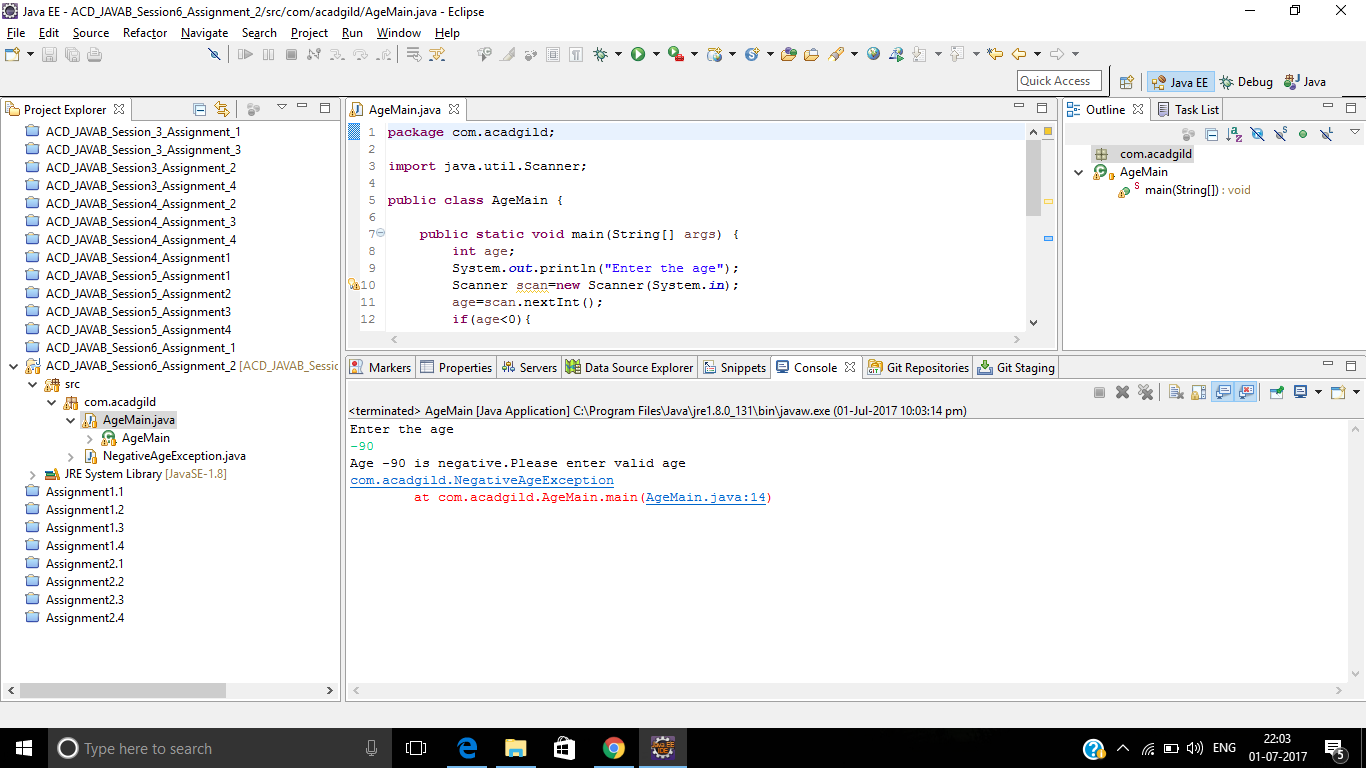 Java EE - ACD_JAVAB_Session6_Assignment_2/src/com/acadgild/AgeMain.java - Eclipse
File Edit Source Refactor Navigate Search Project Run Window Help
Quick Access Java EE Debug Java
Project Explorer
ACD_JAVAB_Session_3_Assignment_1
ACD_JAVAB_Session_3_Assignment_3
ACD_JAVAB_Session3_Assignment_2
ACD_JAVAB_Session3_Assignment_4
ACD_JAVAB_Session4_Assignment_2
ACD_JAVAB_Session4_Assignment_3
ACD_JAVAB_Session4_Assignment_4
ACD_JAVAB_Session4_Assignment1
ACD_JAVAB_Session5_Assignment1
ACD_JAVAB_Session5_Assignment2
ACD_JAVAB_Session5_Assignment3
ACD_JAVAB_Session5_Assignment4
ACD_JAVAB_Session6_Assignment_1
ACD_JAVAB_Session6_Assignment_2 [ACD_JAVAB_Sessic
src
com.acadgild
AgeMain.java
AgeMain
NegativeAgeException.java
JRE System Library [JavaSE-1.8]
Assignment1.1
Assignment1.2
Assignment1.3
Assignment1.4
Assignment2.1
Assignment2.2
Assignment2.3
Assignment2.4
AgeMain.java
1 package com.acadgild;
2
3 import java.util.Scanner;
4
5 public class AgeMain {
6
7 public static void main(String[] args) {
8 int age;
9 System.out.println("Enter the age");
10 Scanner scan=new Scanner(System.in);
11 age=scan.nextInt();
12 if(age<0){
Outline Task List
com.acadgild
AgeMain
main(String[]) : void
Markers Properties Servers Data Source Explorer Snippets Console Git Repositories Git Staging
<terminated> AgeMain [Java Application] C:\Program Files\Java\jre1.8.0_131\bin\javaw.exe (01-Jul-2017 10:03:14 pm)
Enter the age
-90
Age -90 is negative.Please enter valid age
com.acadgild.NegativeAgeException
at com.acadgild.AgeMain.main(AgeMain.java:14)
Type here to search
ENG
22:03
01-07-2017
5